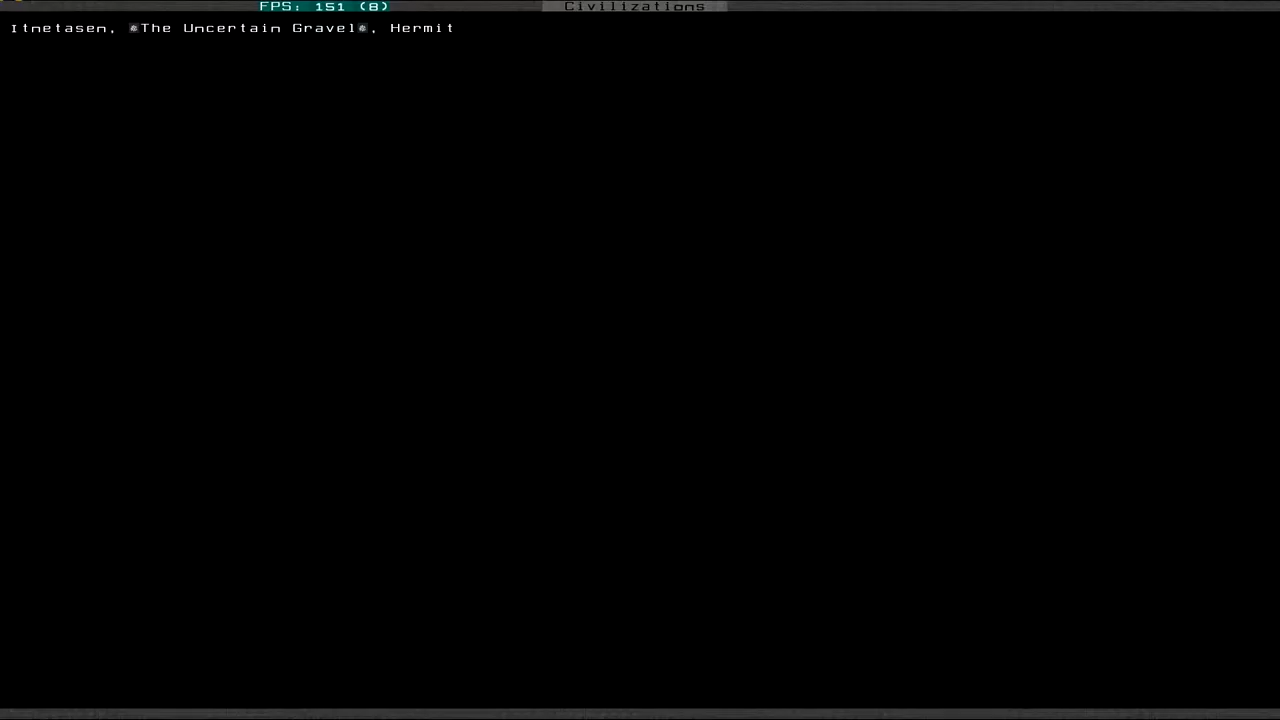 FPS: 151 (8)
Civilizations
Itnetasen, ☼The Uncertain Gravel☼, Hermit